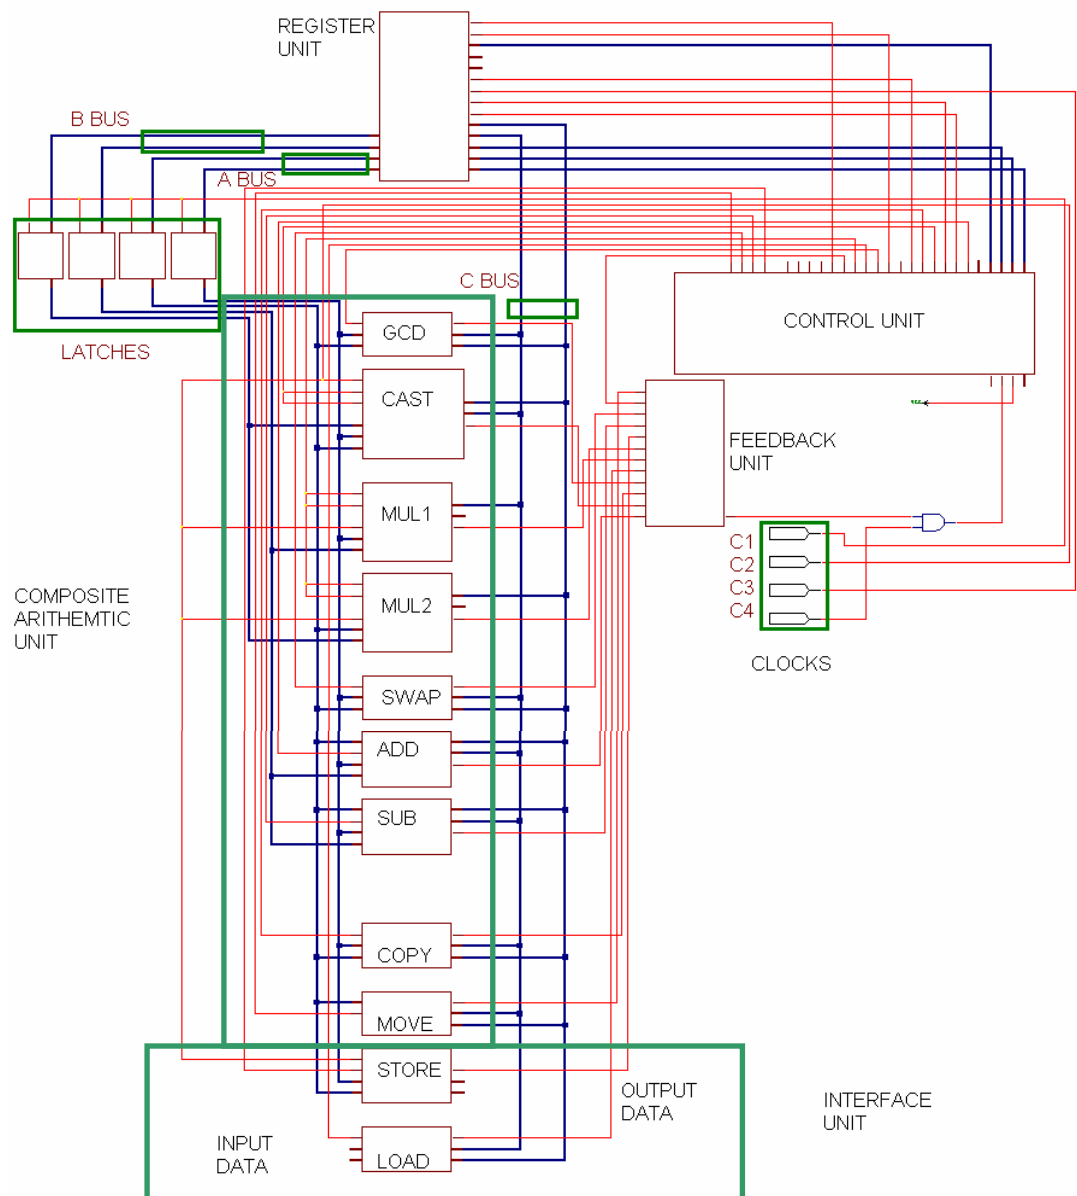 REGISTER
UNIT
B BUS
A BUS
C BUS
LATCHES
CONTROL UNIT
GCD
CAST
FEEDBACK
UNIT
MUL1
C1
C2
C3
C4
CLOCKS
COMPOSITE
ARITHEMTIC
UNIT
MUL2
SWAP
ADD
SUB
COPY
MOVE
STORE
OUTPUT
DATA
INTERFACE
UNIT
INPUT
DATA
LOAD